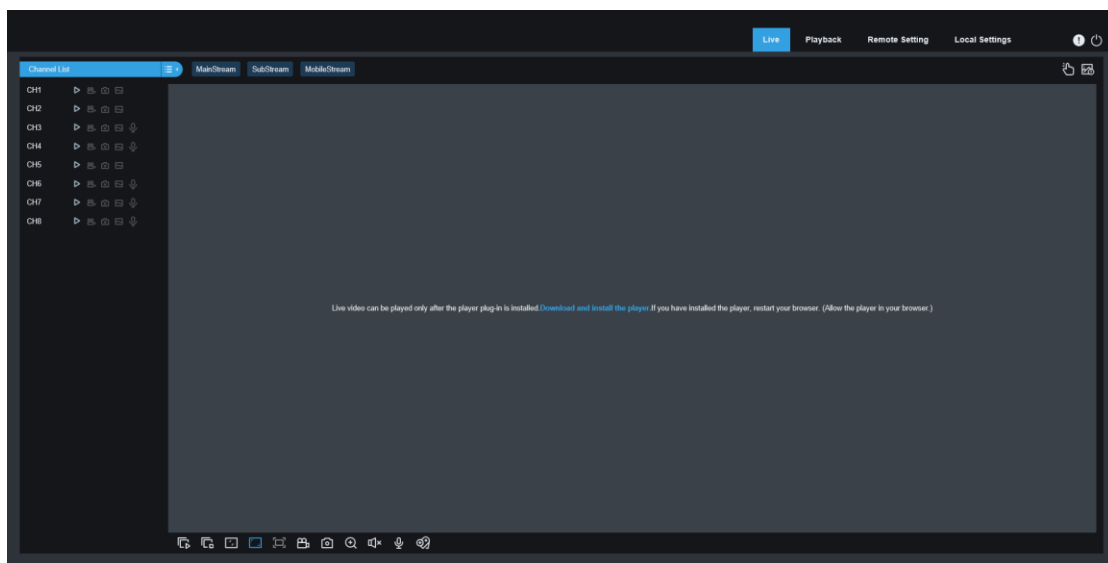 Live Playback Remote Setting Local Settings
Channel List MainStream SubStream MobileStream
CH1
CH2
CH3
CH4
CH5
CH6
CH7
CH8
Live video can be played only after the player plug-in is installed.Download and install the player.If you have installed the player, restart your browser. (Allow the player in your browser.)